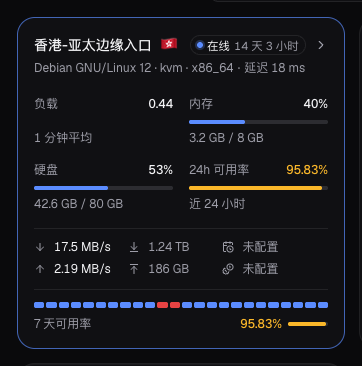 香港-亚太边缘入口 🇭🇰 在线 14 天 3 小时
Debian GNU/Linux 12 · kvm · x86_64 · 延迟 18 ms
负载 0.44 内存 40%
1 分钟平均 3.2 GB / 8 GB
硬盘 53% 24h 可用率 95.83%
42.6 GB / 80 GB 近 24 小时
17.5 MB/s 1.24 TB 未配置
2.19 MB/s 186 GB 未配置
7 天可用率 95.83%